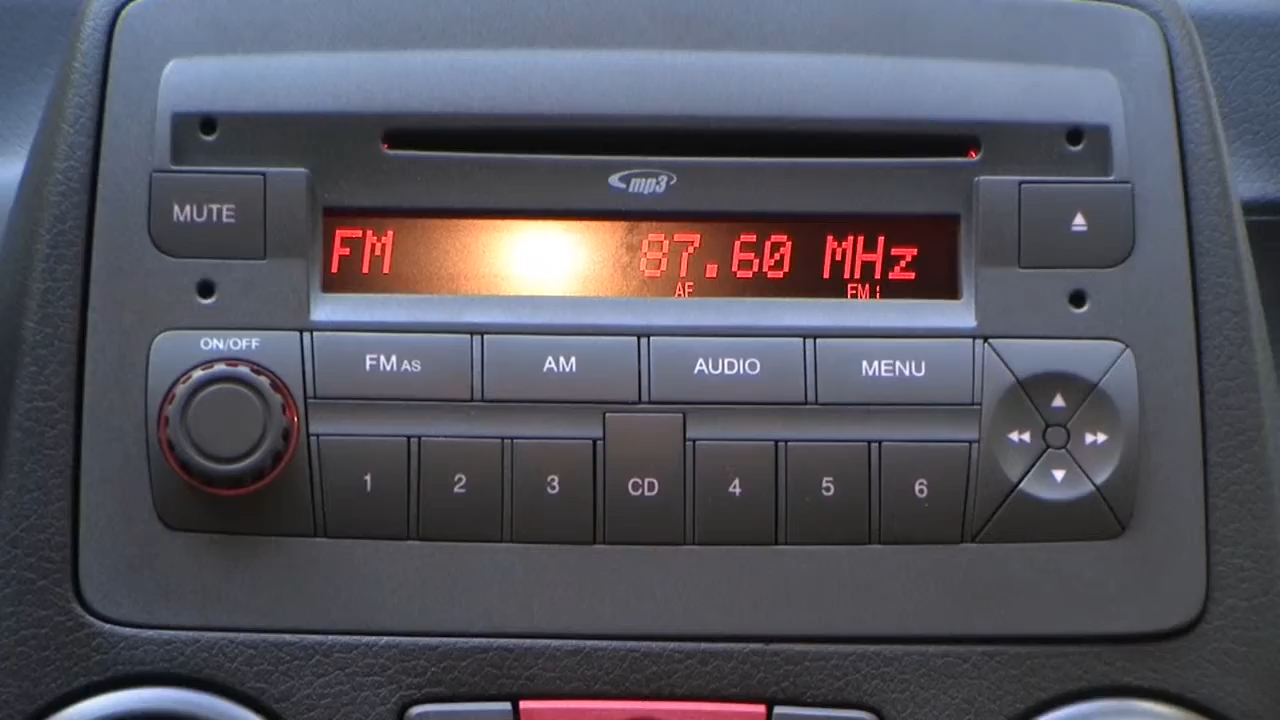 mp3
MUTE
FM 87.60 MHz
AF FM1
ON/OFF
FM AS AM AUDIO MENU
1 2 3 CD 4 5 6